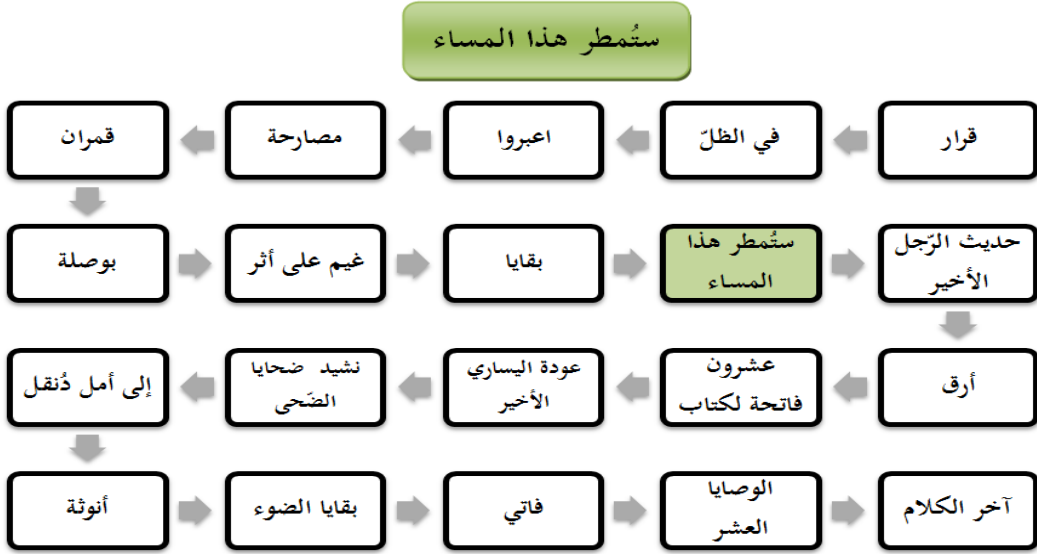 ستُمطر هذا المساء
قرار
في الظلّ
اعبروا
مصارحة
قمران
بوصلة
غيم على أثر
بقايا
ستُمطر هذا
المساء
حديث الرّجل
الأخير
أرق
عشرون
فاتحة لكتاب
عودة اليساري
الأخير
نشيد ضحايا
الضّحى
إلى أمل دُنقل
أنوثة
بقايا الضوء
فاتي
الوصايا
العشر
آخر الكلام